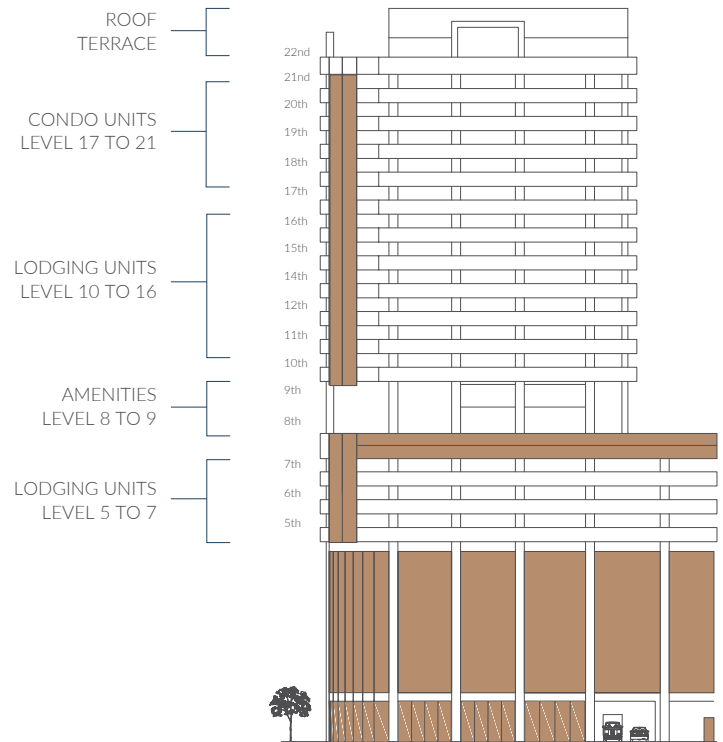 ROOF
TERRACE
22nd
21nd
CONDO UNITS
LEVEL 17 TO 21
20th
19th
18th
17th
LODGING UNITS
LEVEL 10 TO 16
16th
15th
14th
12th
11th
10th
AMENITIES
LEVEL 8 TO 9
9th
8th
LODGING UNITS
LEVEL 5 TO 7
7th
6th
5th